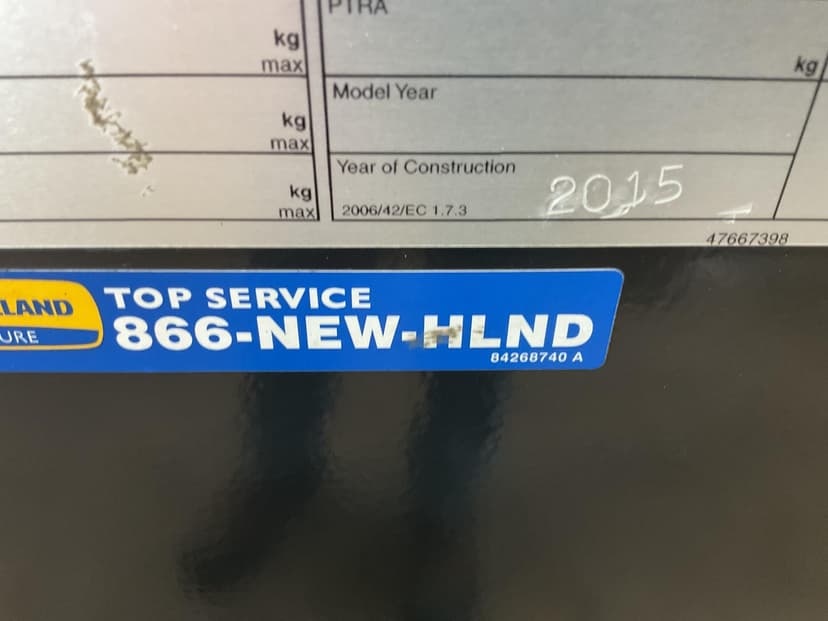 PTRA
kg
max
kg
Model Year
kg
max
Year of Construction
2015
kg
max
2006/42/EC 1.7.3
47667398
LAND
URE
TOP SERVICE
866-NEW-HLND
84268740 A